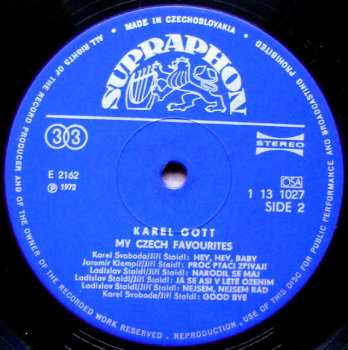 MADE IN CZECHOSLOVAKIA
ALL RIGHTS OF THE RECORD PRODUCER AND OF THE OWNER OF THE RECORDED WORK RESERVED . REPRODUCTION , USE OF THIS DISC FOR PUBLIC PERFORMANCE AND BROADCASTING PROHIBITED
SUPRAPHON
33
STEREO
E 2162
℗ 1972
OSA
1 13 1027
SIDE 2
KAREL GOTT
MY CZECH FAVOURITES
Karel Svoboda/Jiří Štaidl: HEY, HEY, BABY
Jaromír Klempíř/Jiří Štaidl: PROČ PTÁCI ZPÍVAJÍ
Ladislav Štaidl/Jiří Štaidl: NARODIL SE MÁJ
Ladislav Štaidl/Jiří Štaidl: JÁ SE ASI V LÉTĚ OŽENÍM
Ladislav Štaidl/Jiří Štaidl: NEJSEM, NEJSEM RÁD
Karel Svoboda/Jiří Štaidl: GOOD BYE